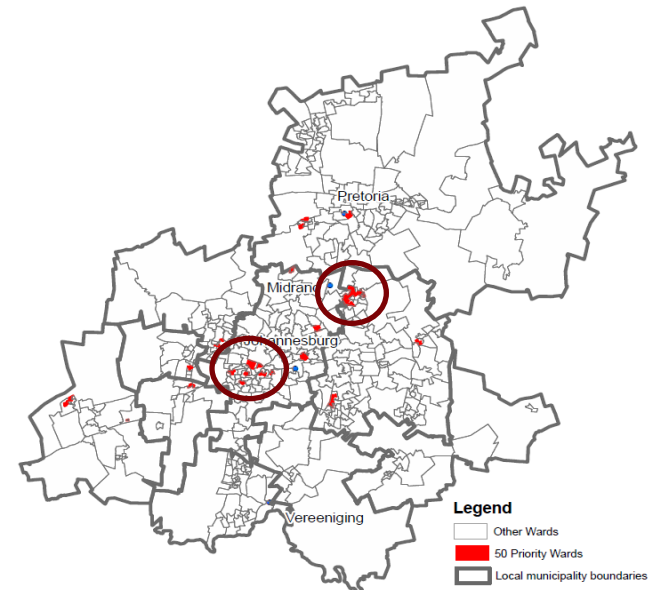 Pretoria
Midrand
Johannesburg
Vereeniging
Legend
Other Wards
50 Priority Wards
Local municipality boundaries